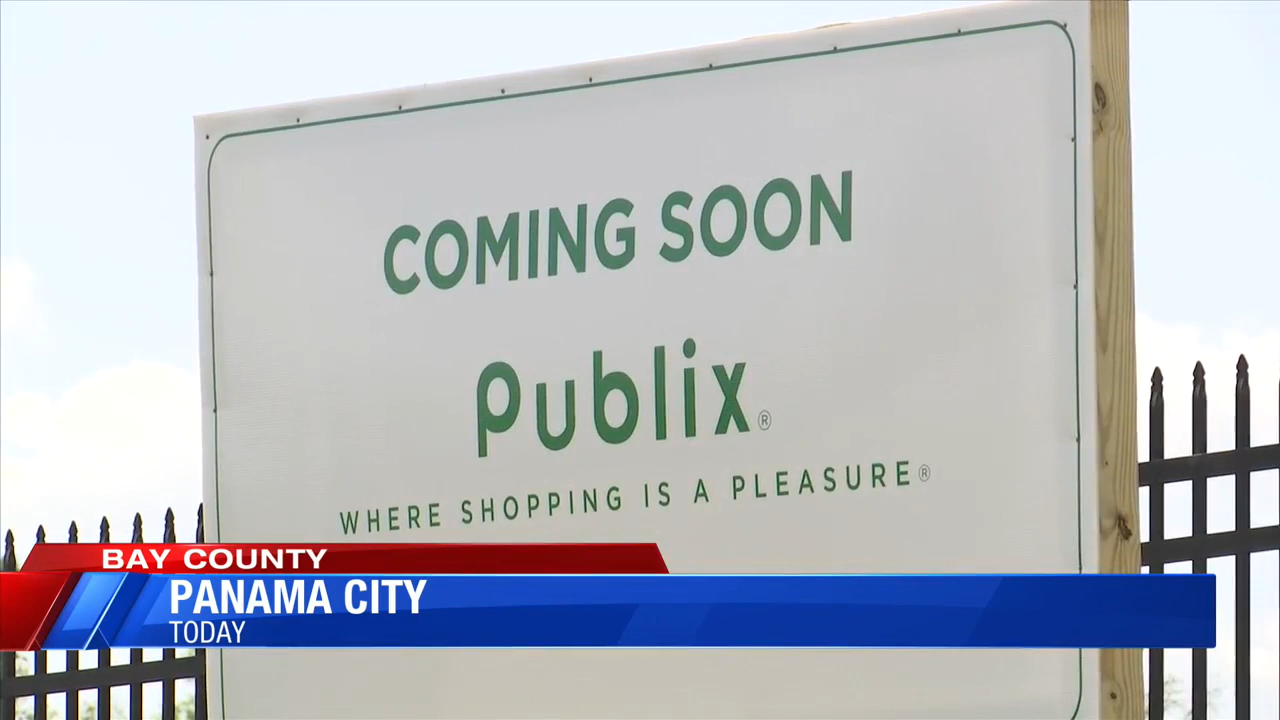 COMING SOON
Publix®
WHERE SHOPPING IS A PLEASURE®
BAY COUNTY
PANAMA CITY
TODAY